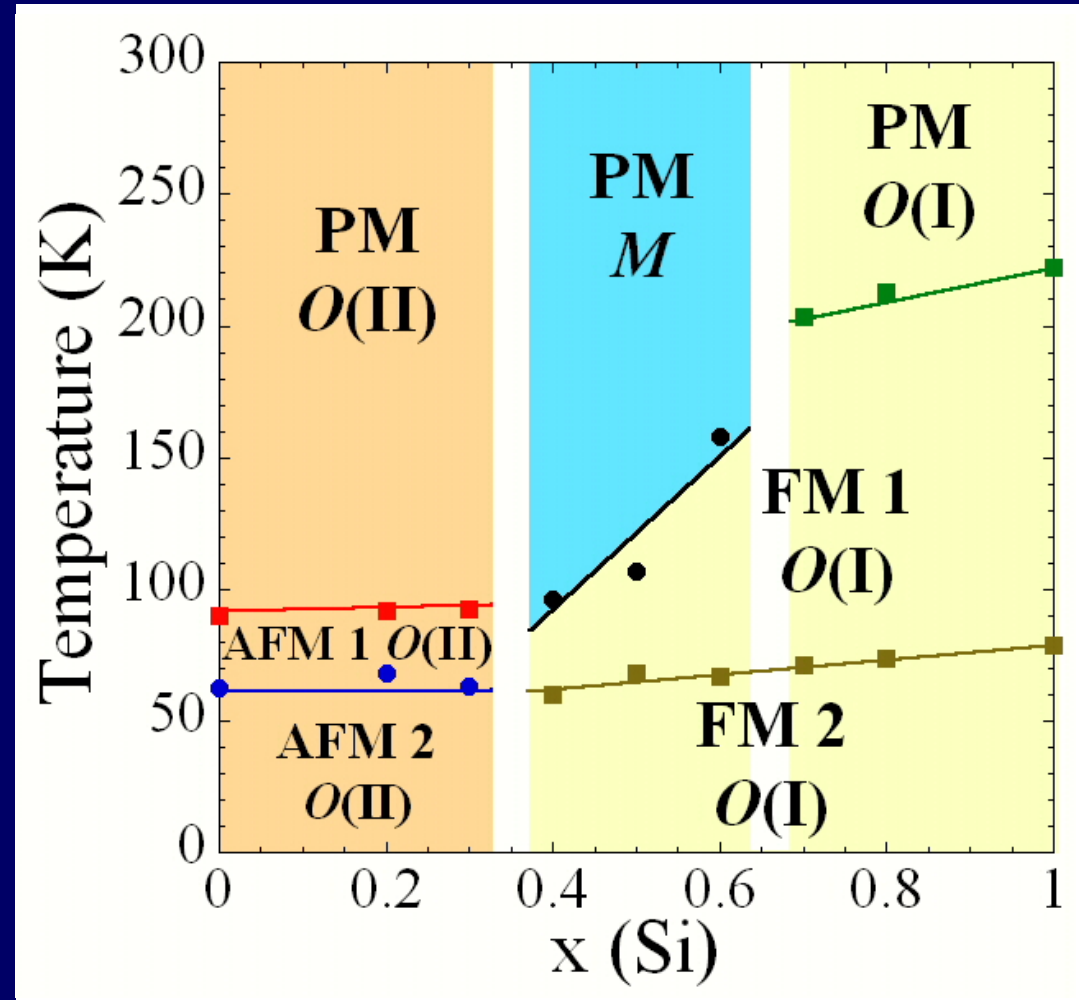 300
250
200
150
100
50
0
Temperature (K)
PM
O(II)
PM
M
PM
O(I)
FM 1
O(I)
AFM 1 O(II)
AFM 2
O(II)
FM 2
O(I)
0 0.2 0.4 0.6 0.8 1
x (Si)